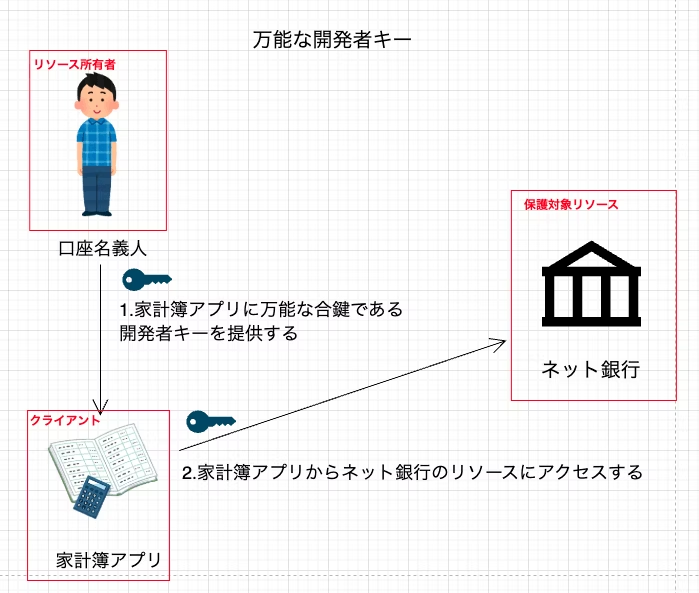 万能な開発者キー
リソース所有者
口座名義人
1.家計簿アプリに万能な合鍵である
開発者キーを提供する
保護対象リソース
ネット銀行
クライアント
2.家計簿アプリからネット銀行のリソースにアクセスする
家計簿アプリ